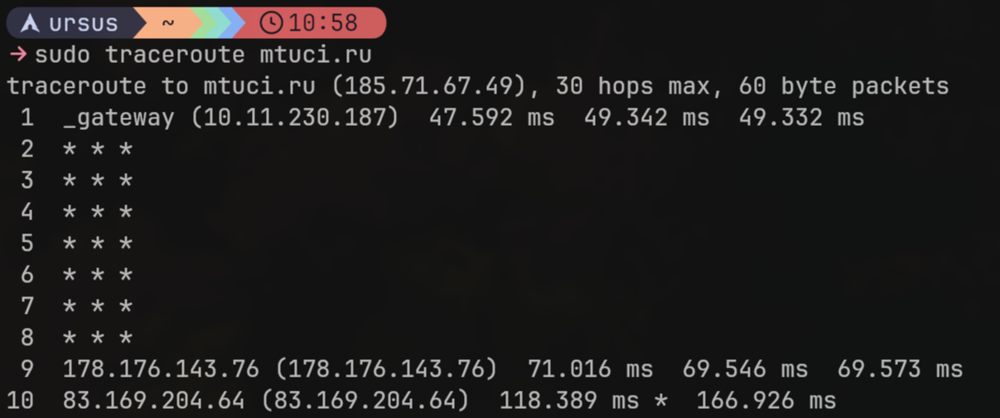 ursus ~ 10:58
→ sudo traceroute mtuci.ru
traceroute to mtuci.ru (185.71.67.49), 30 hops max, 60 byte packets
 1  _gateway (10.11.230.187)  47.592 ms  49.342 ms  49.332 ms
 2  * * *
 3  * * *
 4  * * *
 5  * * *
 6  * * *
 7  * * *
 8  * * *
 9  178.176.143.76 (178.176.143.76)  71.016 ms  69.546 ms  69.573 ms
10  83.169.204.64 (83.169.204.64)  118.389 ms *  166.926 ms